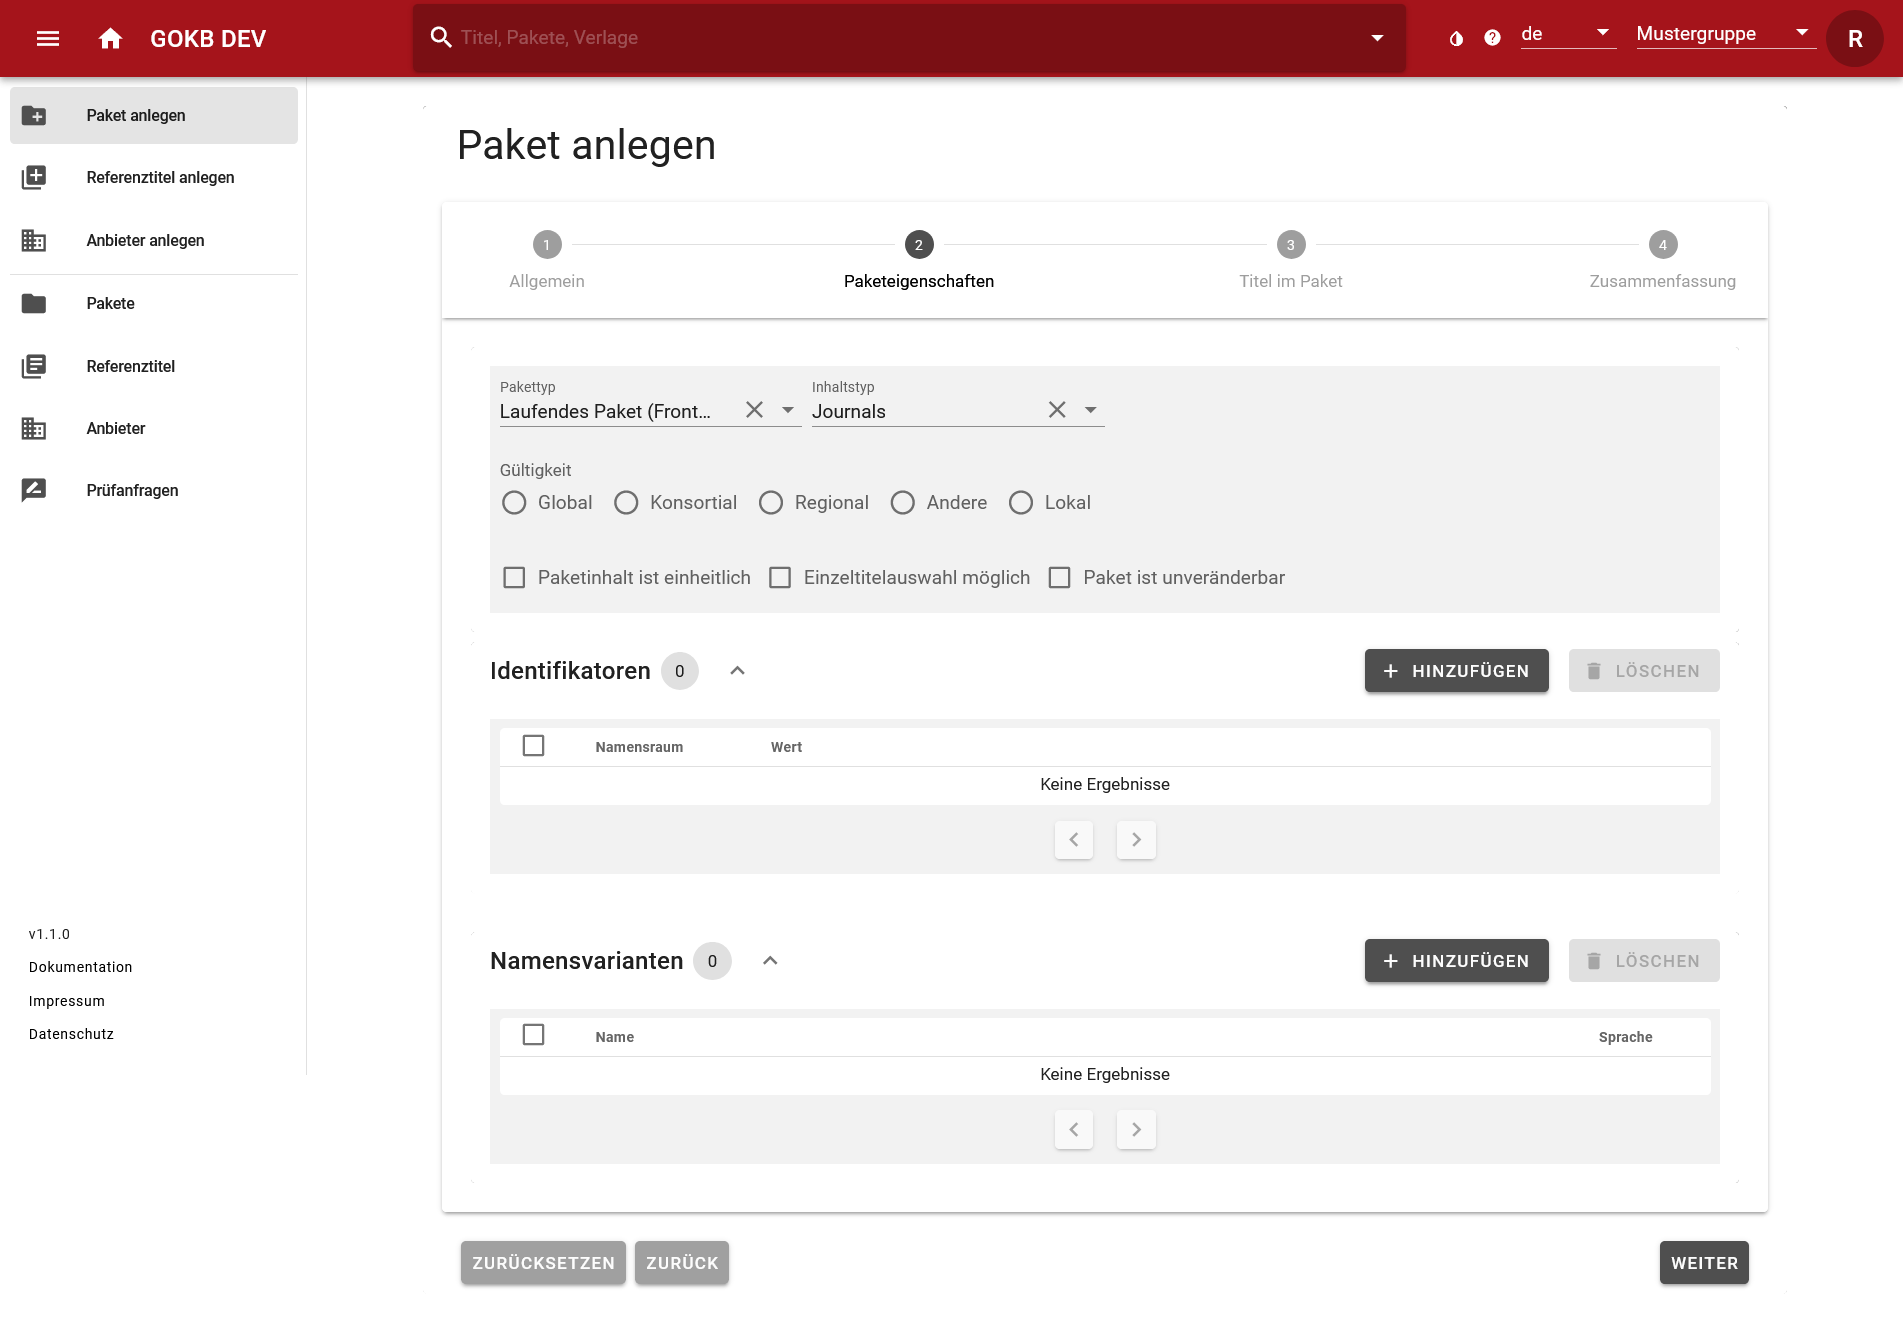 GOKB DEV
Titel, Pakete, Verlage
de
Mustergruppe
R
Paket anlegen
Referenztitel anlegen
Anbieter anlegen
Pakete
Referenztitel
Anbieter
Prüfanfragen
v1.1.0
Dokumentation
Impressum
Datenschutz
Paket anlegen
1 2 3 4
Allgemein Paketeigenschaften Titel im Paket Zusammenfassung
Pakettyp Inhaltstyp
Laufendes Paket (Front... Journals
Gültigkeit
Global Konsortial Regional Andere Lokal
Paketinhalt ist einheitlich Einzeltitelauswahl möglich Paket ist unveränderbar
Identifikatoren 0 HINZUFÜGEN LÖSCHEN
Namensraum Wert
Keine Ergebnisse
Namensvarianten 0 HINZUFÜGEN LÖSCHEN
Name Sprache
Keine Ergebnisse
ZURÜCKSETZEN ZURÜCK WEITER